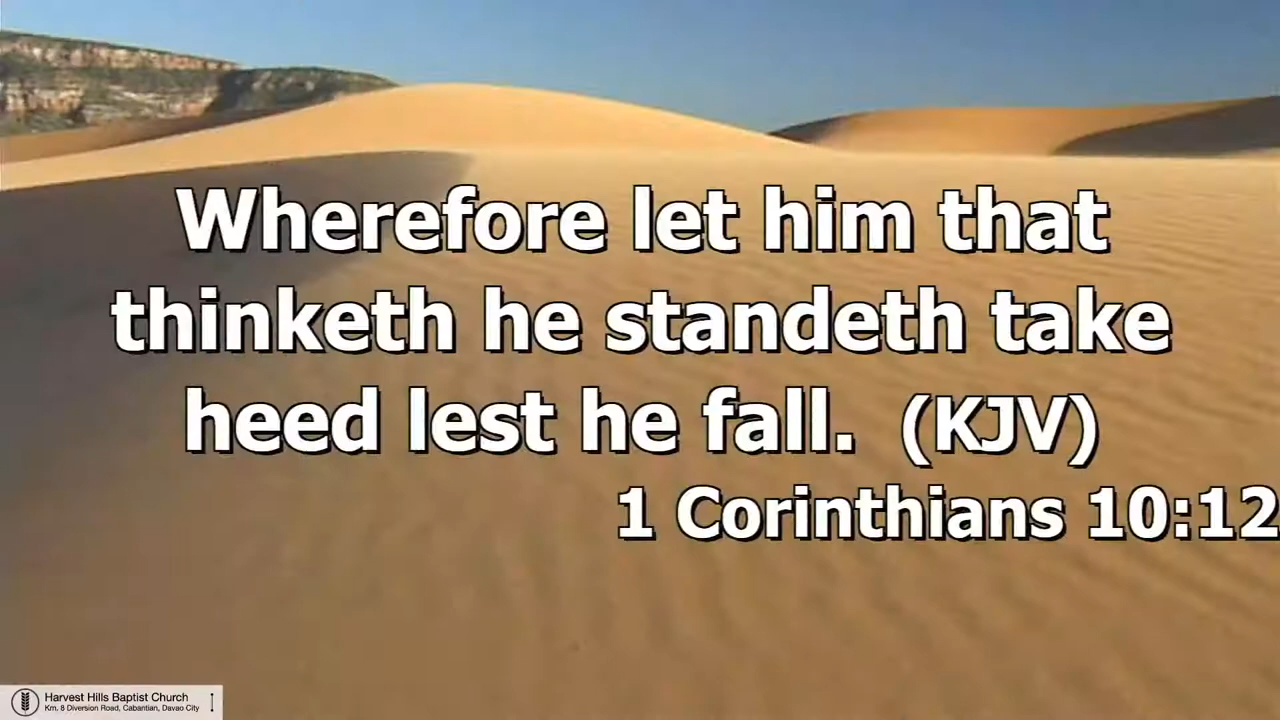 Wherefore let him that
thinketh he standeth take
heed lest he fall.  (KJV)
1 Corinthians 10:12
Harvest Hills Baptist Church
Km. 8 Diversion Road, Cabantian, Davao City